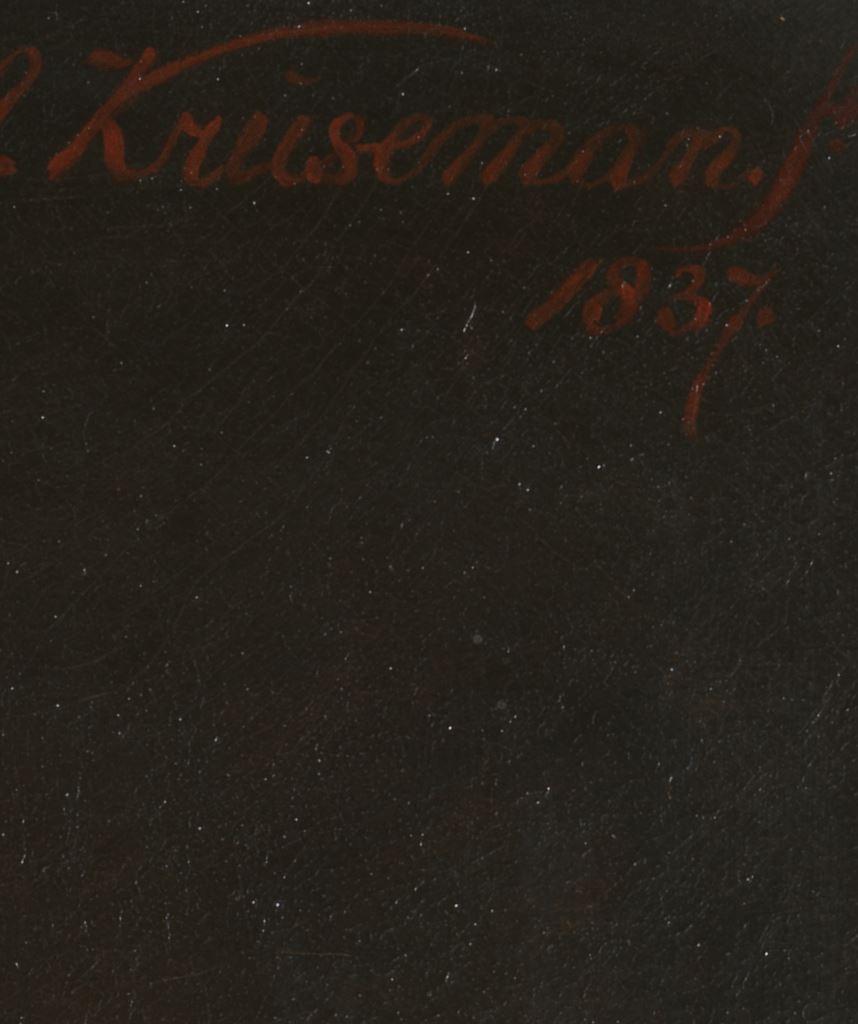 . Kruseman. f.
1837.